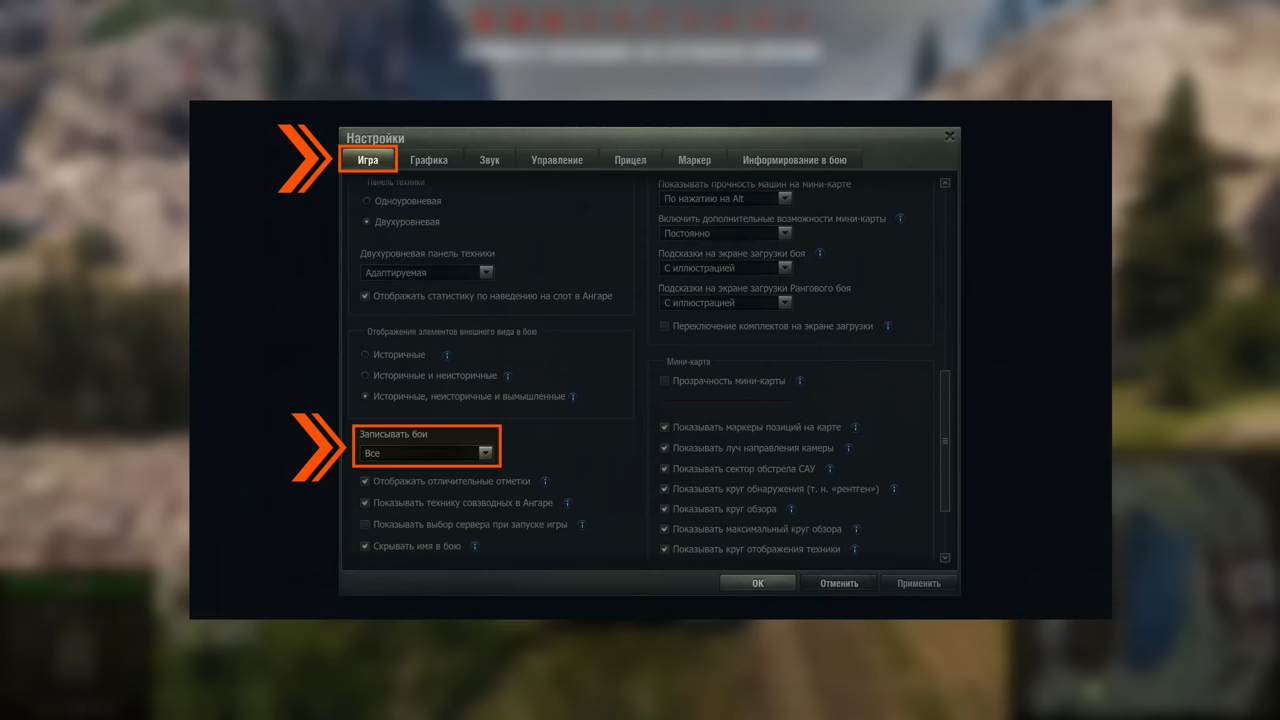 Настройки
Игра
Графика
Звук
Управление
Прицел
Маркер
Информирование в бою
Панель техники
Одноуровневая
Двухуровневая
Двухуровневая панель техники
Адаптируемая
Отображать статистику по наведению на слот в Ангаре
Отображение элементов внешнего вида в бою
Историчные
Историчные и неисторичные
Историчные, неисторичные и вымышленные
Записывать бои
Все
Отображать отличительные отметки
Показывать технику совзводных в Ангаре
Показывать выбор сервера при запуске игры
Скрывать имя в бою
Показывать прочность машин на мини-карте
По нажатию на Alt
Включить дополнительные возможности мини-карты
Постоянно
Подсказки на экране загрузки боя
С иллюстрацией
Подсказки на экране загрузки Рангового боя
С иллюстрацией
Переключение комплектов на экране загрузки
Мини-карта
Прозрачность мини-карты
Показывать маркеры позиций на карте
Показывать луч направления камеры
Показывать сектор обстрела САУ
Показывать круг обнаружения (т. н. «рентген»)
Показывать круг обзора
Показывать максимальный круг обзора
Показывать круг отображения техники
ОК
Отменить
Применить